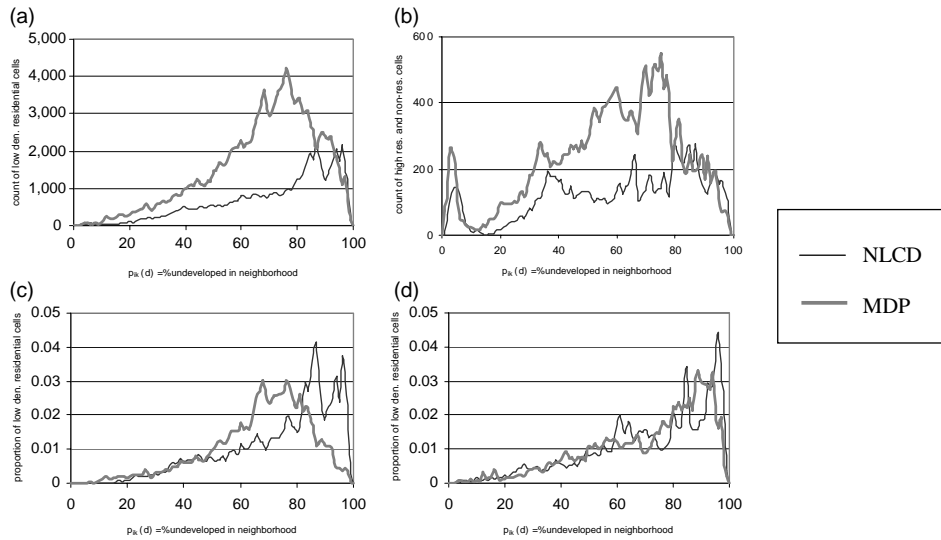 (a)
5,000
4,000
3,000
2,000
1,000
0
count of low den. residential cells
0 20 40 60 80 100
plk (d) =%undeveloped in neighborhood
(b)
600
400
200
0
count of high res. and non-res. cells
0 20 40 60 80 100
plk (d) =%undeveloped in neighborhood
NLCD
MDP
(c)
0.05
0.04
0.03
0.02
0.01
0
proportion of low den. residential cells
0 20 40 60 80 100
plk (d) =%undeveloped in neighborhood
(d)
0.05
0.04
0.03
0.02
0.01
0
proportion of low den. residential cells
0 20 40 60 80 100
plk (d) =%undeveloped in neighborhood